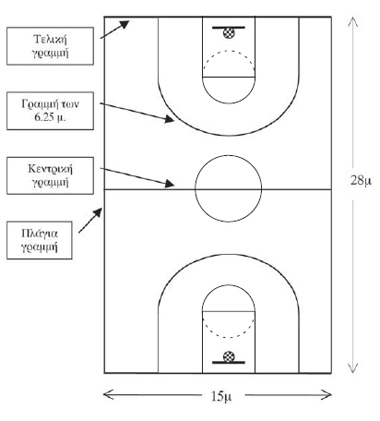 Τελική
γραμμή
Γραμμή των
6.25 μ.
Κεντρική
γραμμή
Πλάγια
γραμμή
28μ
15μ